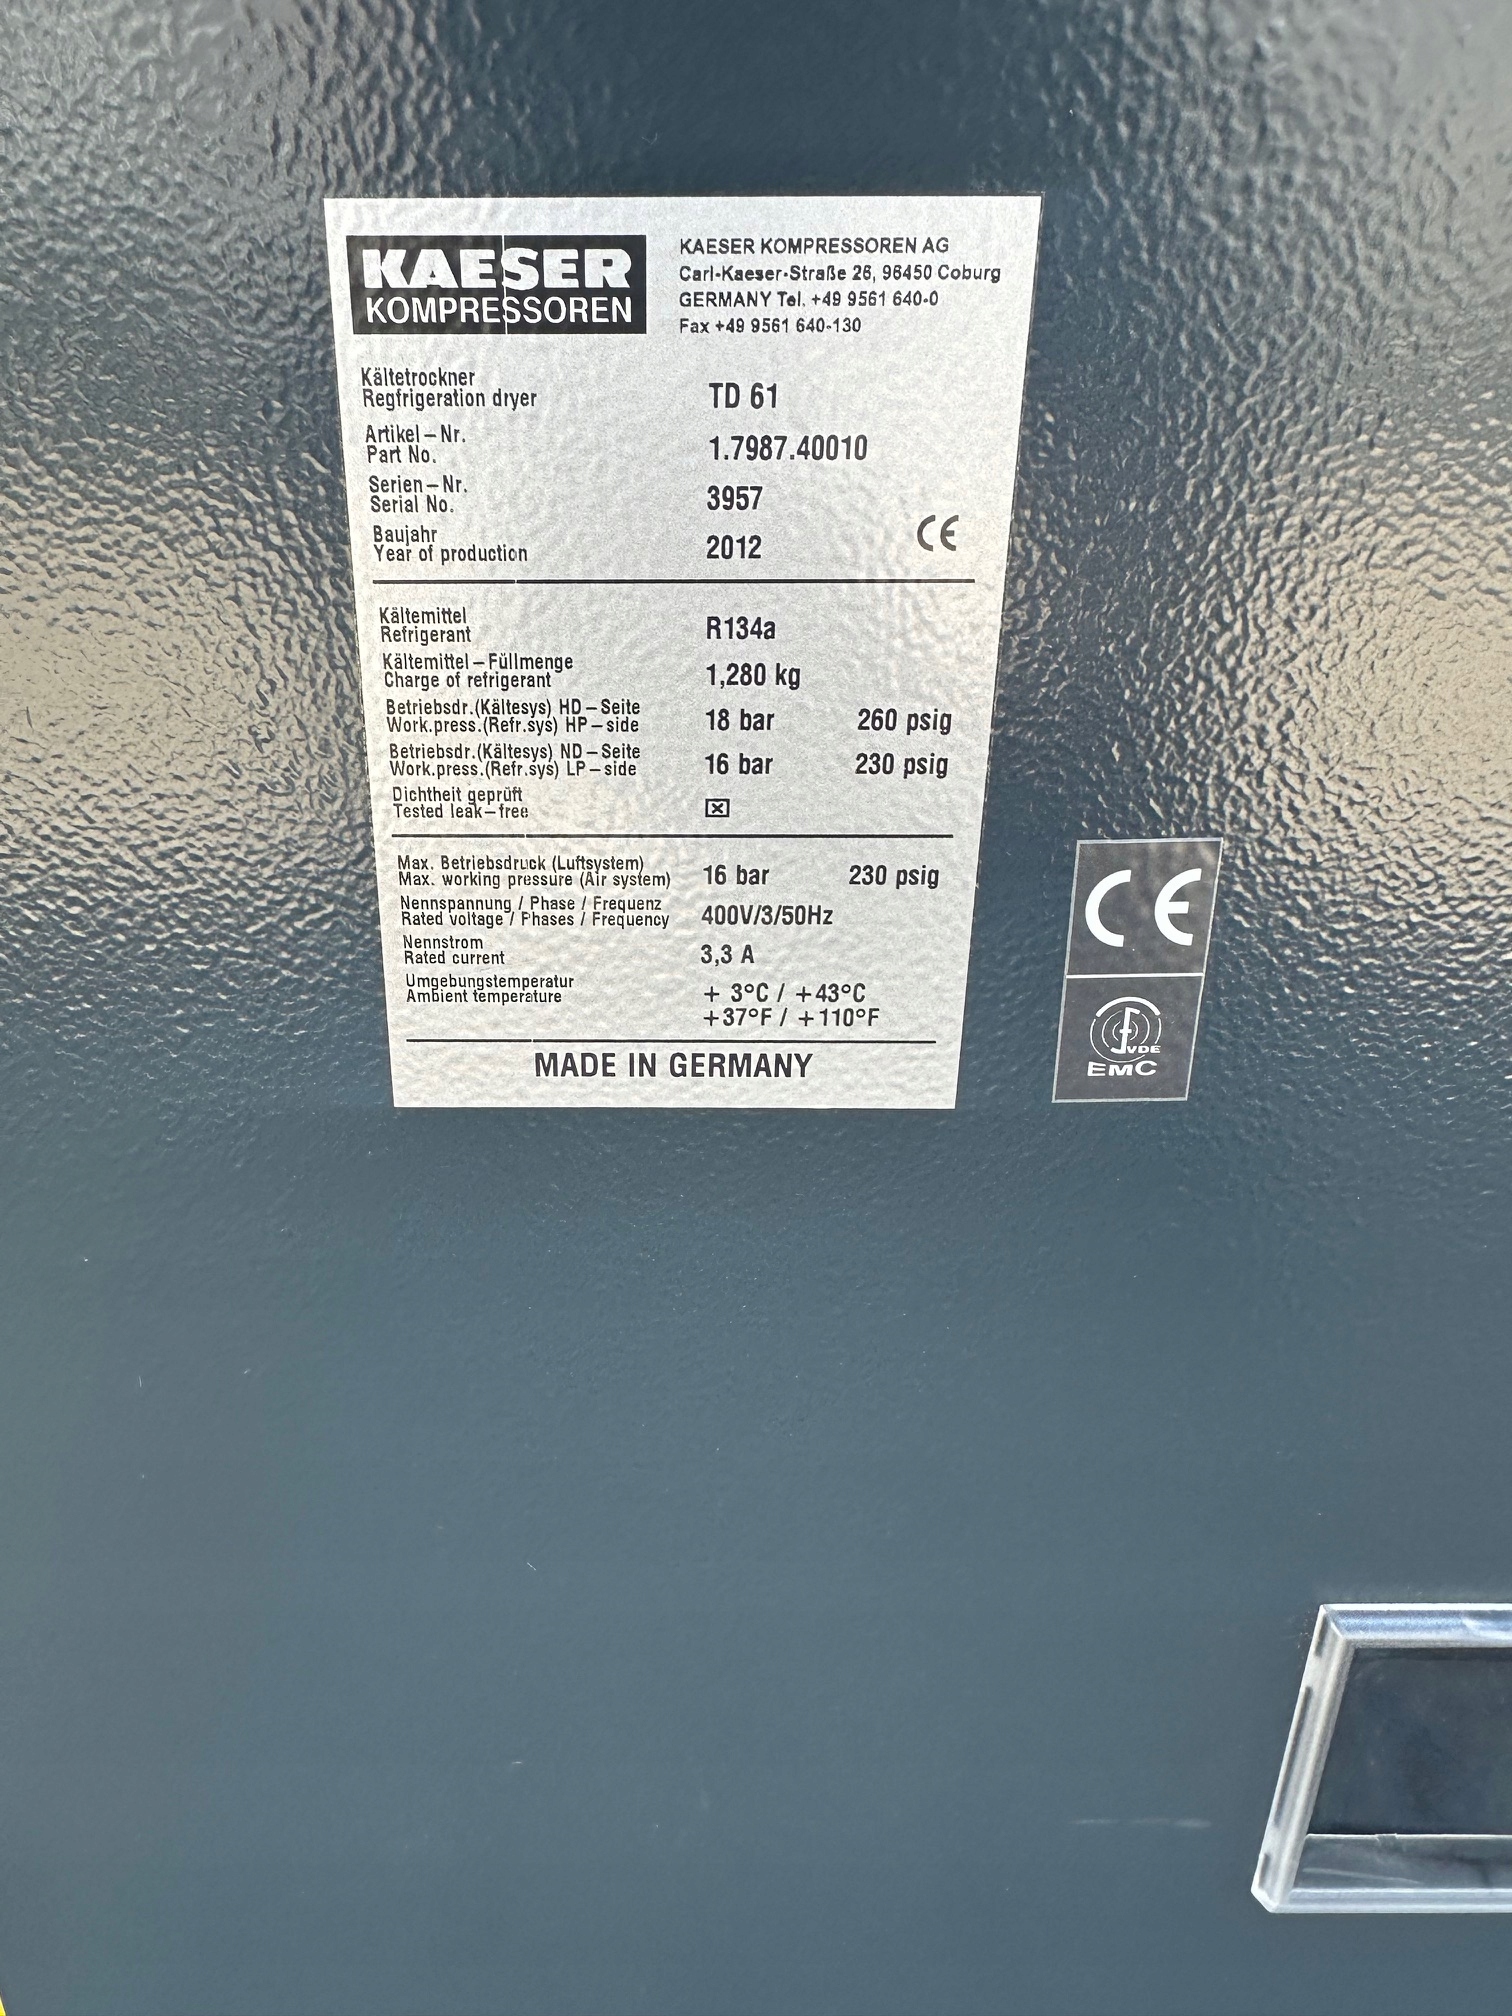 KAESER
KOMPRESSOREN
KAESER KOMPRESSOREN AG
Carl-Kaeser-Straße 26, 96450 Coburg
GERMANY Tel. +49 9561 640-0
Fax +49 9561 640-130
Kältetrockner
Regfrigeration dryer
TD 61
Artikel-Nr.
Part No.
1.7987.40010
Serien-Nr.
Serial No.
3957
Baujahr
Year of production
2012
CE
Kältemittel
Refrigerant
R134a
Kältemittel-Füllmenge
Charge of refrigerant
1,280 kg
Betriebsdr.(Kältesys) HD-Seite
Work.press.(Refr.sys) HP-side
18 bar 260 psig
Betriebsdr.(Kältesys) ND-Seite
Work.press.(Refr.sys) LP-side
16 bar 230 psig
Dichtheit geprüft
Tested leak-free
☒
Max. Betriebsdruck (Luftsystem)
Max. working pressure (Air system)
16 bar 230 psig
Nennspannung / Phase / Frequenz
Rated voltage / Phases / Frequency
400V/3/50Hz
Nennstrom
Rated current
3,3 A
Umgebungstemperatur
Ambient temperature
+ 3°C / +43°C
+37°F / +110°F
MADE IN GERMANY
CE
VDE
EMC